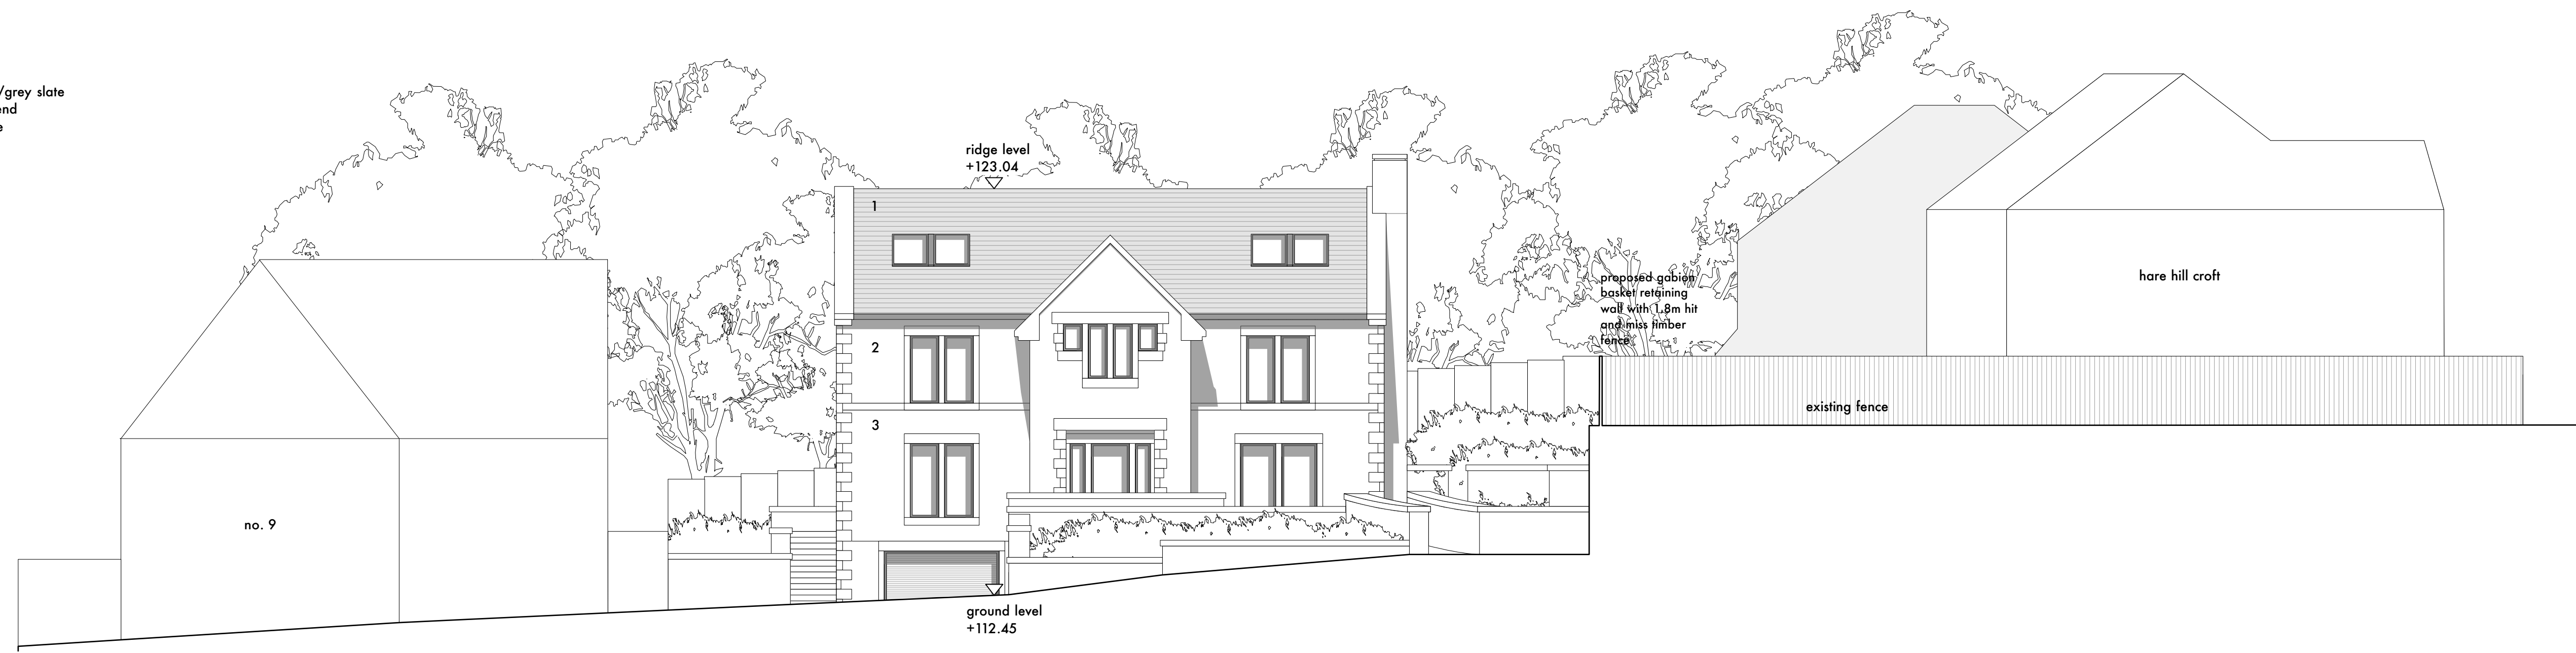 /grey slate
end
e
ridge level
+123.04
1
2
3
proposed gabion
basket retaining
wall with 1.8m hit
and miss timber
fence
hare hill croft
existing fence
no. 9
ground level
+112.45